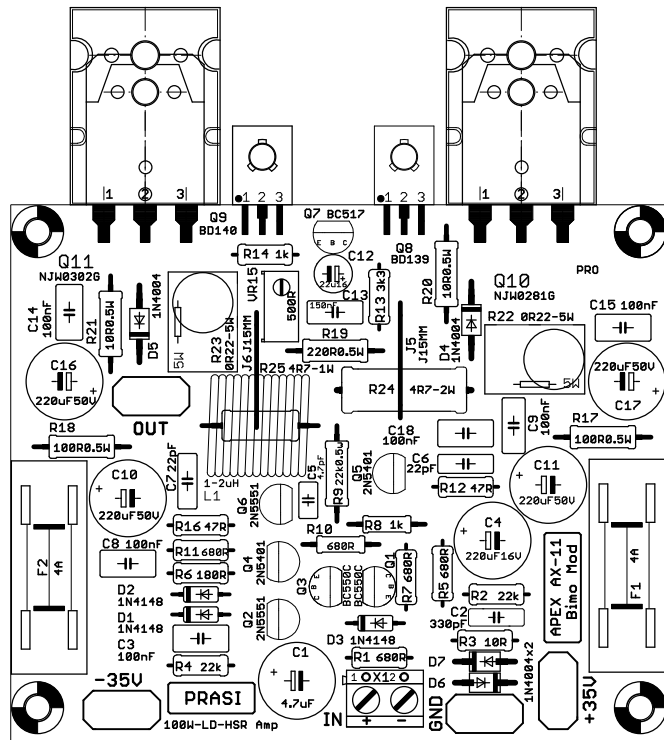 1 2 3
1 2 3
1 2 3
1 2 3
Q9
BD140
Q7 BC517
E B C
Q8
BD139
R14 1k
C12
22u16
Q11
NJW0302G
PRO
Q10
NJW0281G
C14
100nF
R21
10R0.5W
1N4004
D5
5W
R23
0R22-5W
VR15
500R
J6
J15MM
150nF
C13
R13 3k3
R20
10R0.5W
D4
1N4004
R22 0R22-5W
5W
C15 100nF
R19
220R0.5W
J5
J15MM
C16
220uF50V
+
220uF50V
C17
+
R25 4R7-1W
R24 4R7-2W
OUT
R18
100R0.5W
C18
100nF
C9
100nF
R17
100R0.5W
C6
22pF
C10
220uF50V
+
C7 22pF
1-2uH
L1
C5
4.7pF
R9 22k0.5W
Q5
2N5401
R12 47R
C11
220uF50V
+
Q6
2N5551
R16 47R
R10
680R
R8 1k
C4
220uF16V
+
C8 100nF
R11 680R
R6 180R
Q4
2N5401
Q3
BC550C
BC550C
Q1
C B E
C B E
R7 680R
R5 680R
F2
4A
4A
F1
APEX AX-11
Bimo Mod
D2
1N4148
D1
1N4148
R2 22k
C2
330pF
Q2
2N5551
C3
100nF
D3 1N4148
R3 10R
R4 22k
C1
4.7uF
+
R1 680R
D7
D6
1N4004x2
-35V
PRASI
100W-LD-HSR Amp
1 X1 2
IN
+ -
GND
+35V